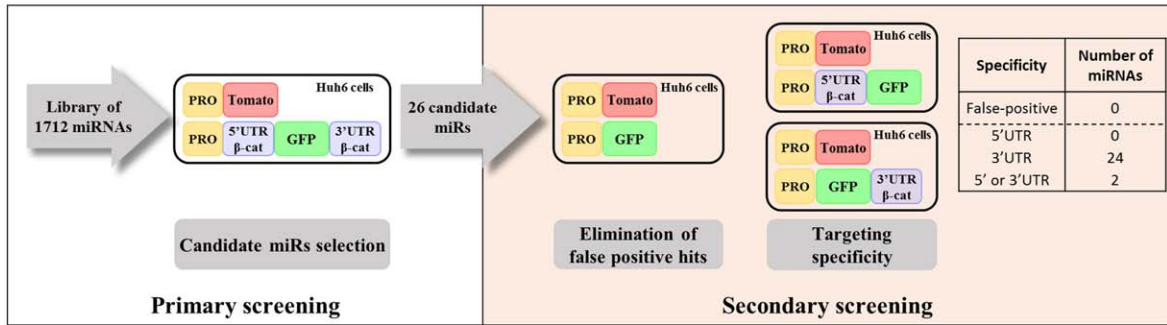 Library of
1712 miRNAs
Huh6 cells
PRO Tomato
PRO 5'UTR β-cat GFP 3'UTR β-cat
Candidate miRs selection
Primary screening
26 candidate
miRs
Huh6 cells
PRO Tomato
PRO GFP
Elimination of
false positive hits
Huh6 cells
PRO Tomato
PRO 5'UTR β-cat GFP
Huh6 cells
PRO Tomato
PRO GFP 3'UTR β-cat
Targeting
specificity
Specificity Number of miRNAs
False-positive 0
5'UTR 0
3'UTR 24
5' or 3'UTR 2
Secondary screening